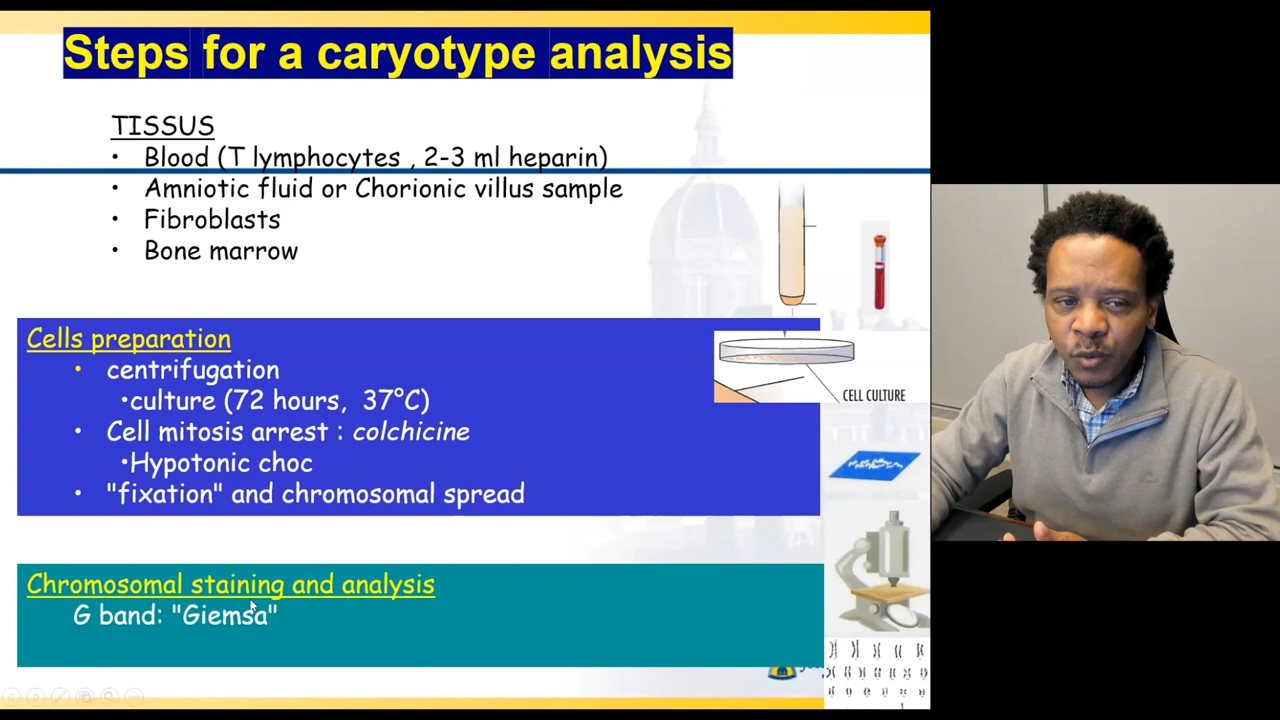 Steps for a caryotype analysis
TISSUS
• Blood (T lymphocytes , 2-3 ml heparin)
• Amniotic fluid or Chorionic villus sample
• Fibroblasts
• Bone marrow
Cells preparation
• centrifugation
•culture (72 hours, 37°C)
• Cell mitosis arrest : colchicine
•Hypotonic choc
• "fixation" and chromosomal spread
CELL CULTURE
Chromosomal staining and analysis
G band: "Giemsa"